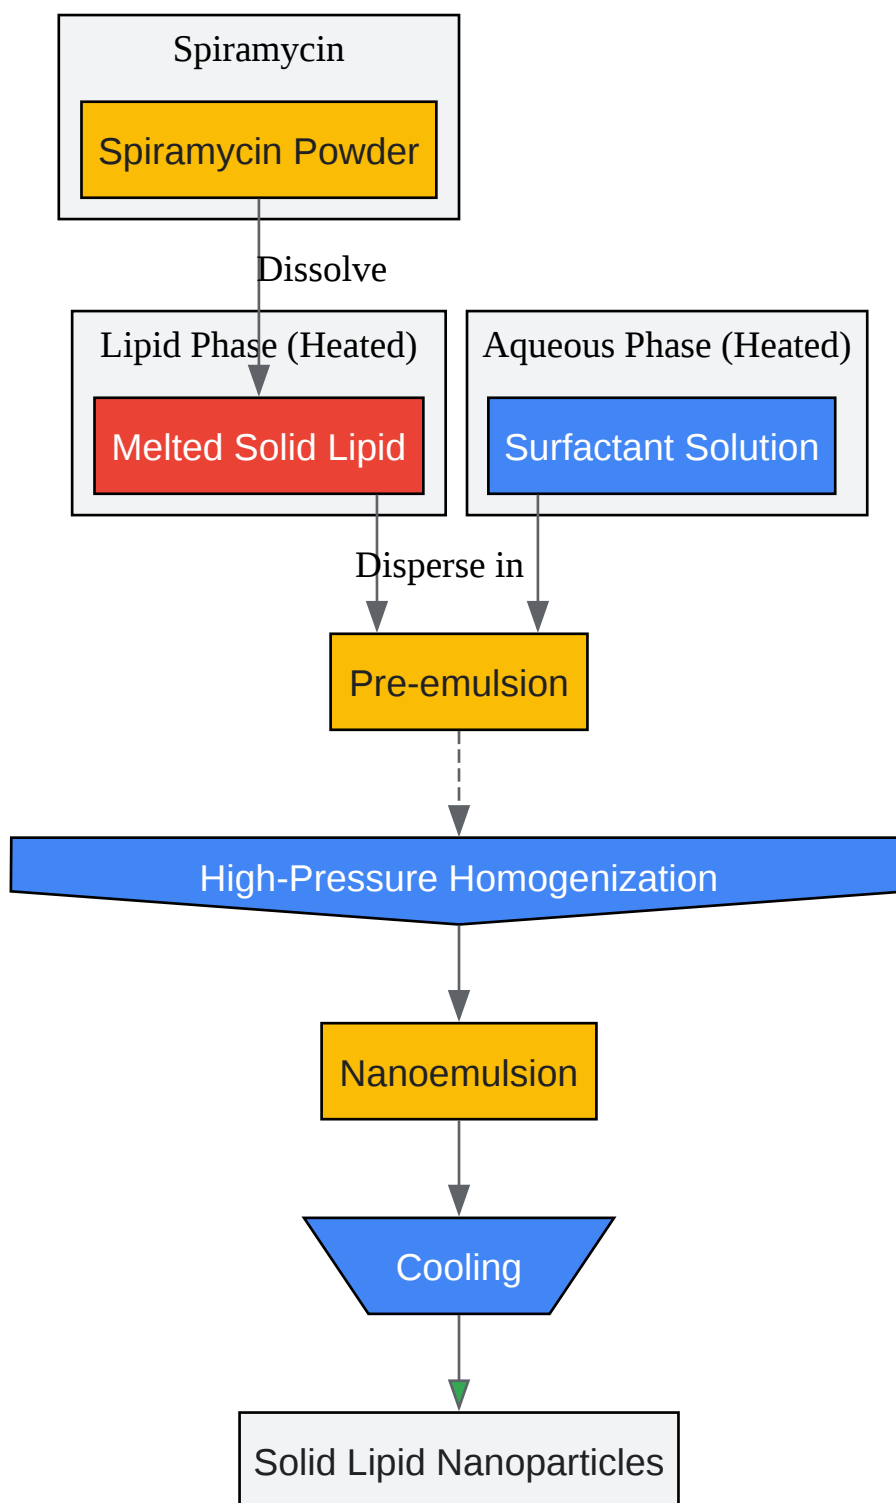 Spiramycin
Spiramycin Powder
Dissolve
Lipid Phase (Heated)
Aqueous Phase (Heated)
Melted Solid Lipid
Surfactant Solution
Disperse in
Pre-emulsion
High-Pressure Homogenization
Nanoemulsion
Cooling
Solid Lipid Nanoparticles